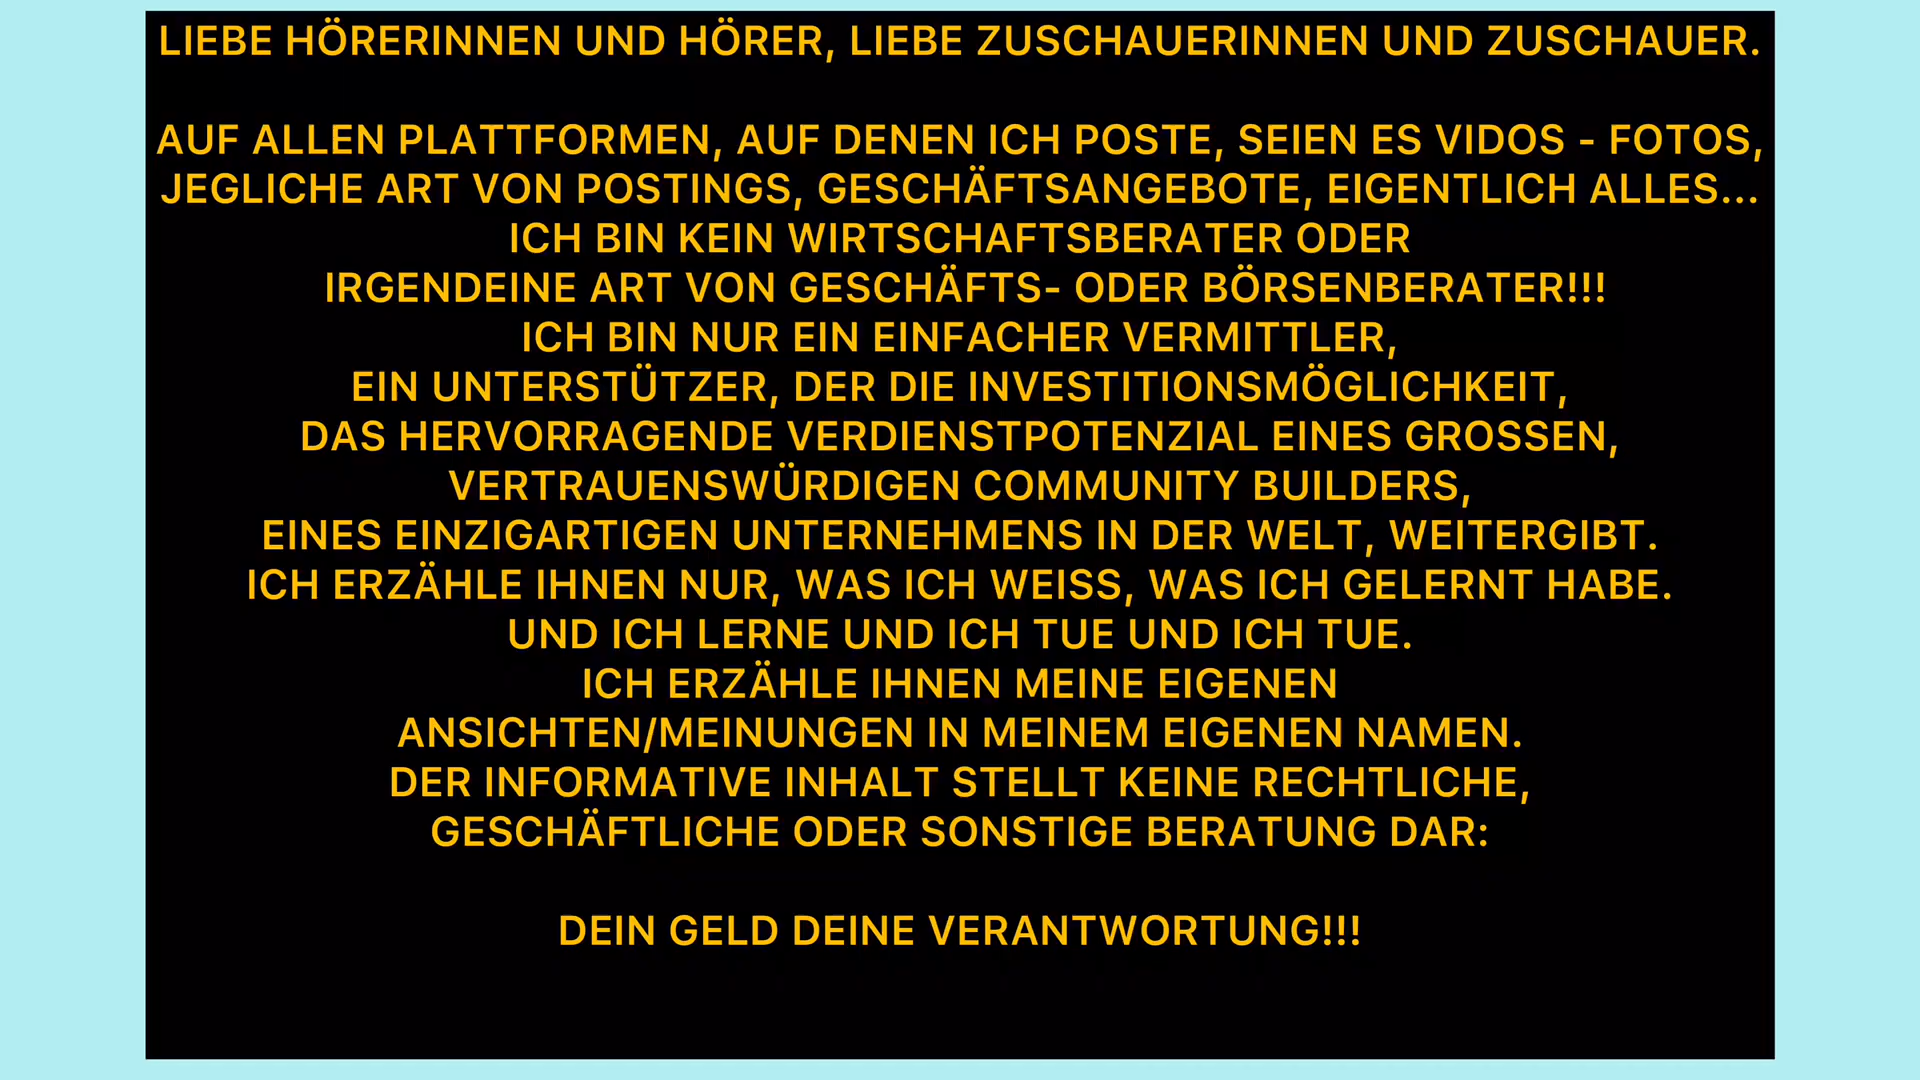 LIEBE HÖRERINNEN UND HÖRER, LIEBE ZUSCHAUERINNEN UND ZUSCHAUER.
AUF ALLEN PLATTFORMEN, AUF DENEN ICH POSTE, SEIEN ES VIDOS - FOTOS,
JEGLICHE ART VON POSTINGS, GESCHÄFTSANGEBOTE, EIGENTLICH ALLES...
ICH BIN KEIN WIRTSCHAFTSBERATER ODER
IRGENDEINE ART VON GESCHÄFTS- ODER BÖRSENBERATER!!!
ICH BIN NUR EIN EINFACHER VERMITTLER,
EIN UNTERSTÜTZER, DER DIE INVESTITIONSMÖGLICHKEIT,
DAS HERVORRAGENDE VERDIENSTPOTENZIAL EINES GROSSEN,
VERTRAUENSWÜRDIGEN COMMUNITY BUILDERS,
EINES EINZIGARTIGEN UNTERNEHMENS IN DER WELT, WEITERGIBT.
ICH ERZÄHLE IHNEN NUR, WAS ICH WEISS, WAS ICH GELERNT HABE.
UND ICH LERNE UND ICH TUE UND ICH TUE.
ICH ERZÄHLE IHNEN MEINE EIGENEN
ANSICHTEN/MEINUNGEN IN MEINEM EIGENEN NAMEN.
DER INFORMATIVE INHALT STELLT KEINE RECHTLICHE,
GESCHÄFTLICHE ODER SONSTIGE BERATUNG DAR:
DEIN GELD DEINE VERANTWORTUNG!!!